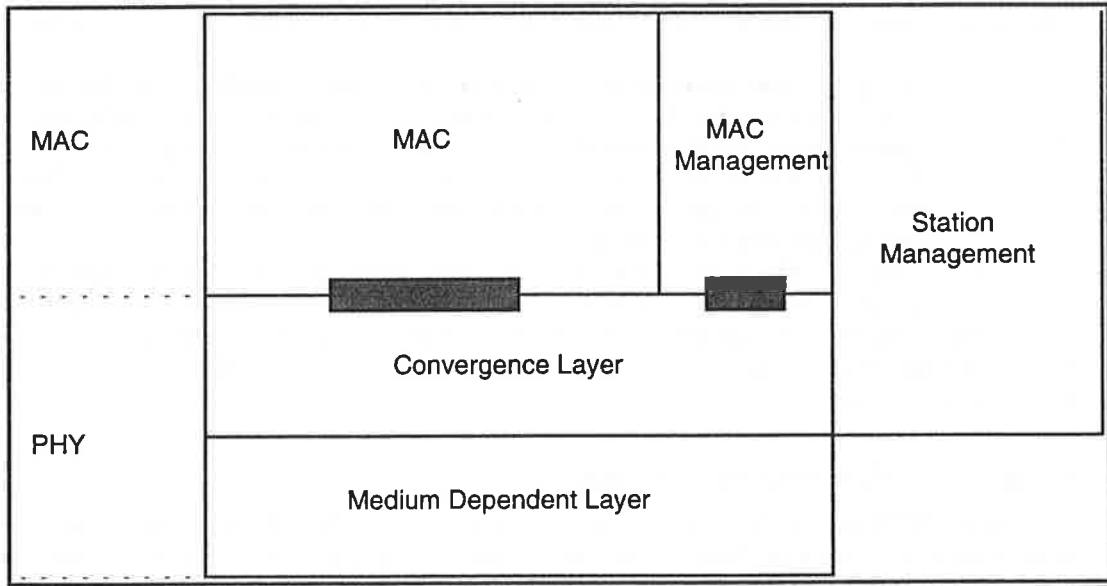 MAC
MAC
MAC
Management
Station
Management
Convergence Layer
PHY
Medium Dependent Layer